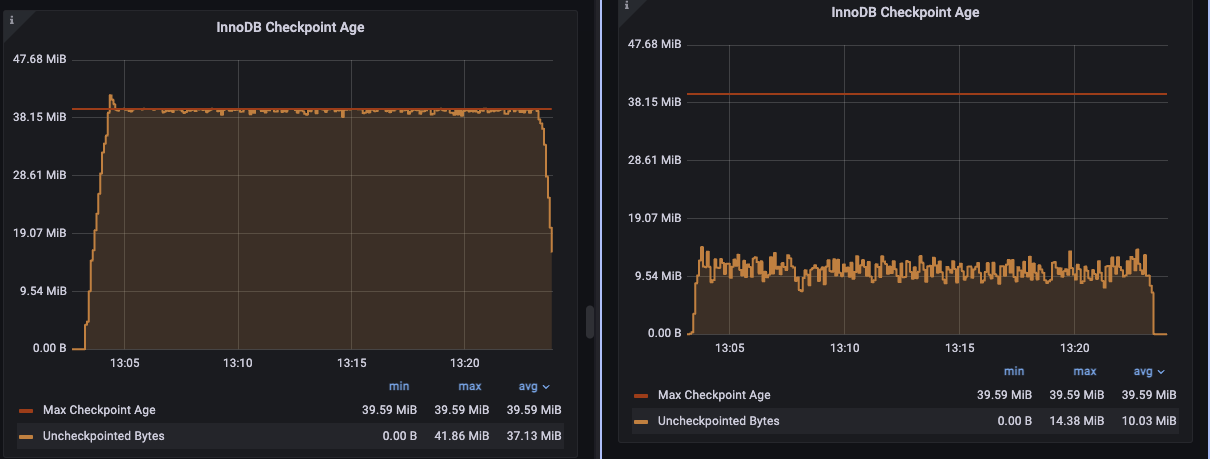 i
InnoDB Checkpoint Age
47.68 MiB
38.15 MiB
28.61 MiB
19.07 MiB
9.54 MiB
0.00 B
13:05 13:10 13:15 13:20
min max avg
Max Checkpoint Age 39.59 MiB 39.59 MiB 39.59 MiB
Uncheckpointed Bytes 0.00 B 41.86 MiB 37.13 MiB
i
InnoDB Checkpoint Age
47.68 MiB
38.15 MiB
28.61 MiB
19.07 MiB
9.54 MiB
0.00 B
13:05 13:10 13:15 13:20
min max avg
Max Checkpoint Age 39.59 MiB 39.59 MiB 39.59 MiB
Uncheckpointed Bytes 0.00 B 14.38 MiB 10.03 MiB